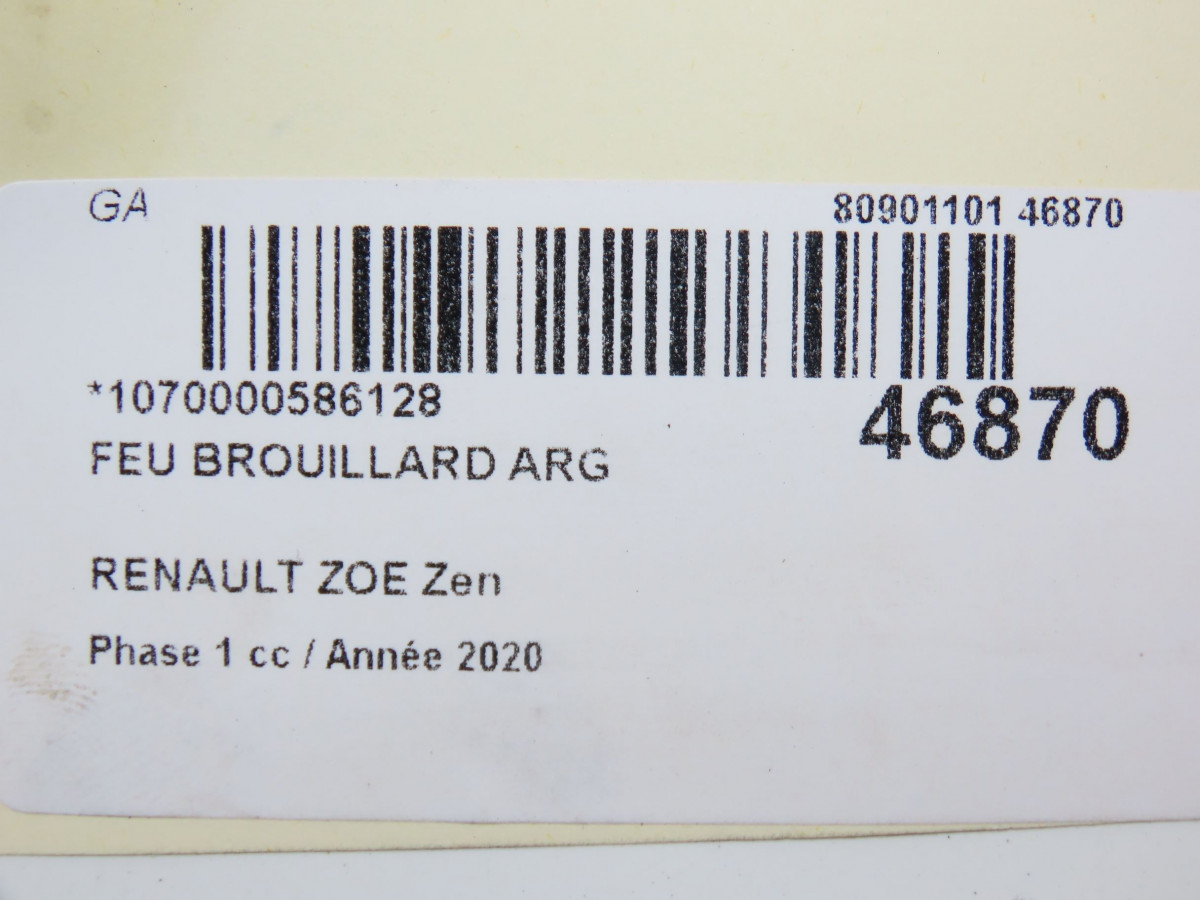 GA
80901101 46870
*1070000586128
46870
FEU BROUILLARD ARG
RENAULT ZOE Zen
Phase 1 cc / Année 2020